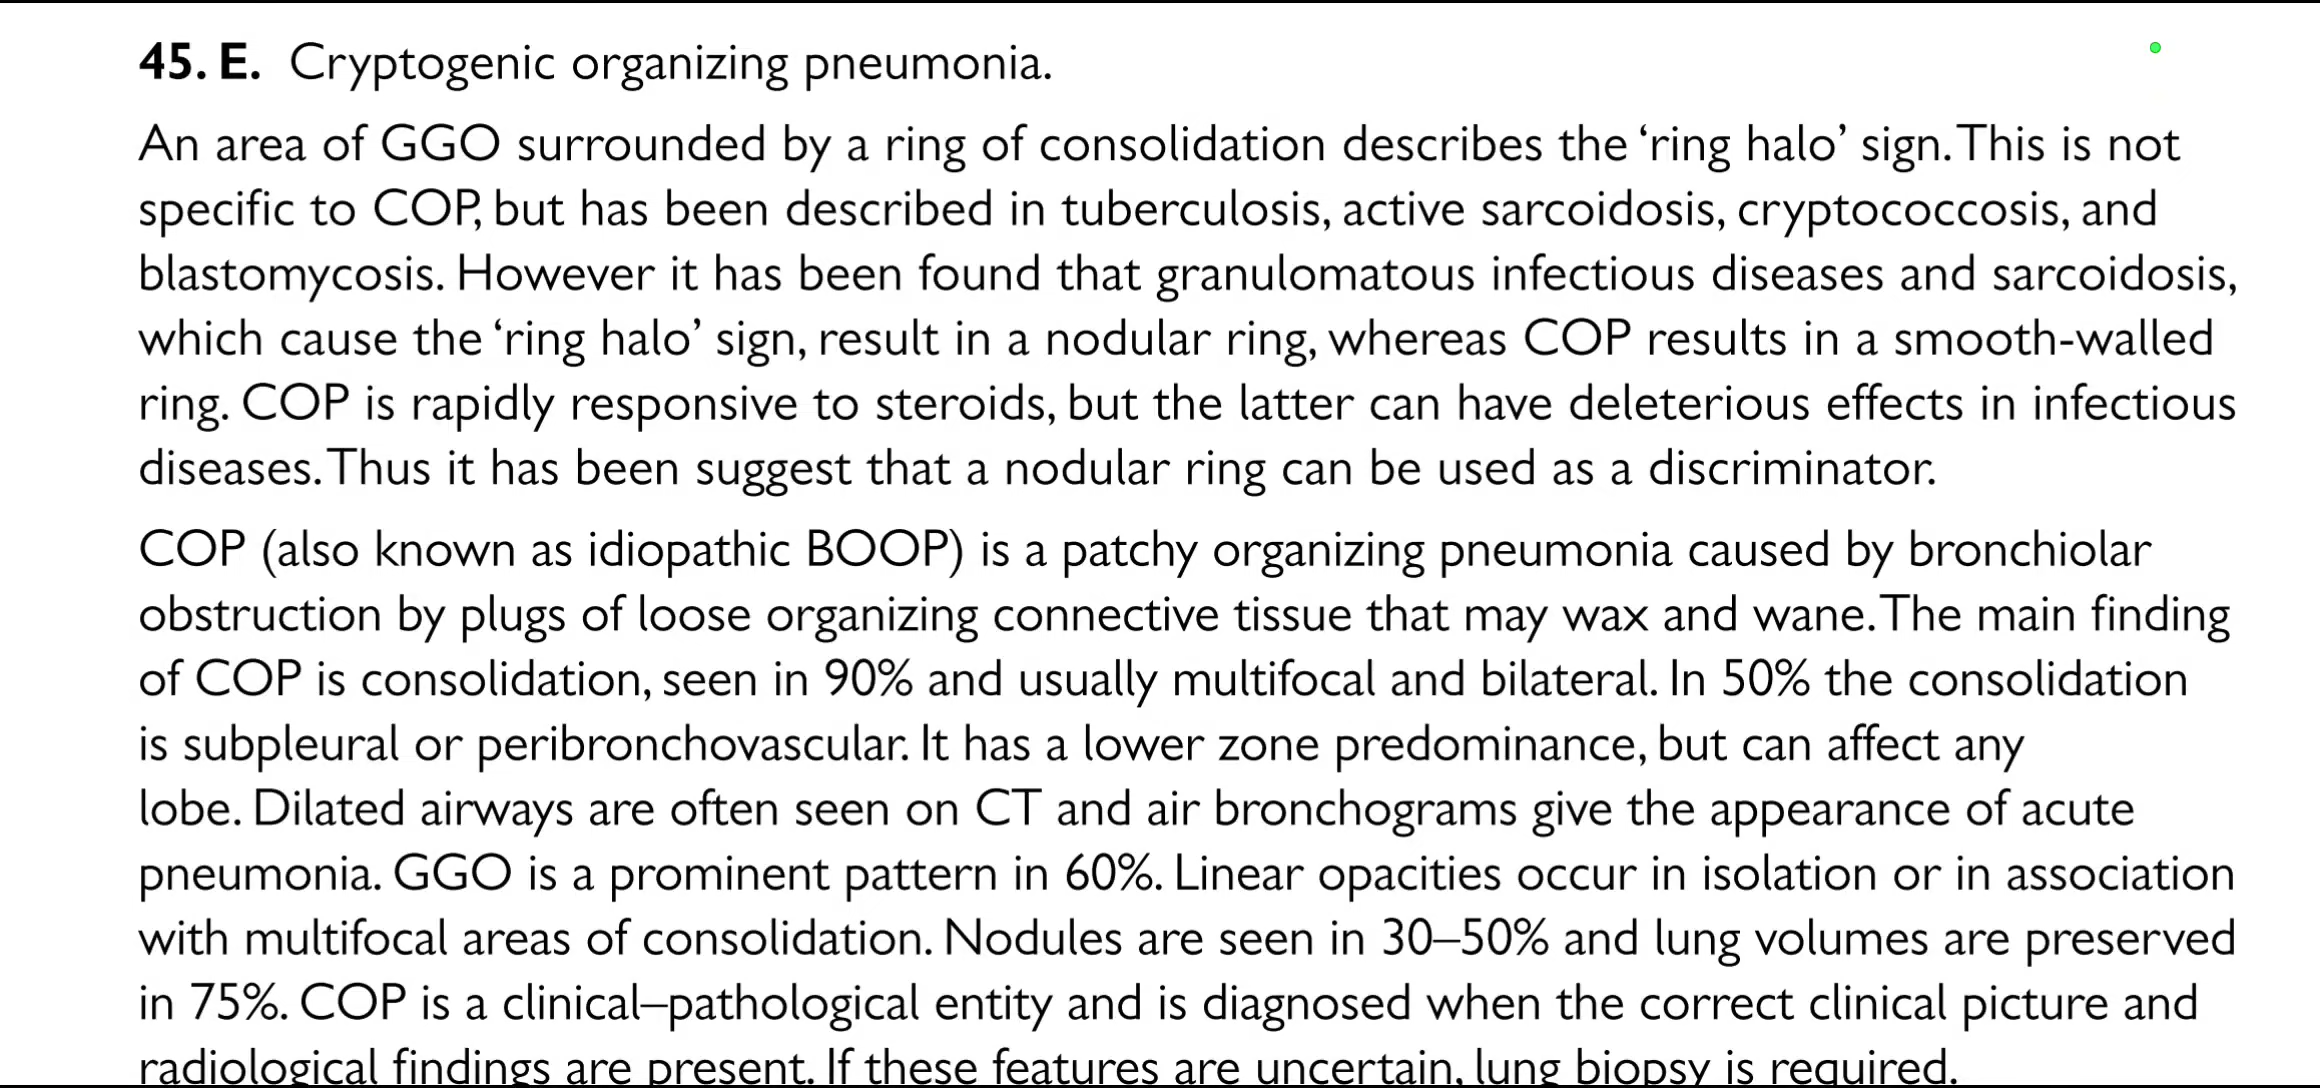 45. E. Cryptogenic organizing pneumonia.
An area of GGO surrounded by a ring of consolidation describes the ‘ring halo’ sign. This is not
specific to COP, but has been described in tuberculosis, active sarcoidosis, cryptococcosis, and
blastomycosis. However it has been found that granulomatous infectious diseases and sarcoidosis,
which cause the ‘ring halo’ sign, result in a nodular ring, whereas COP results in a smooth-walled
ring. COP is rapidly responsive to steroids, but the latter can have deleterious effects in infectious
diseases. Thus it has been suggest that a nodular ring can be used as a discriminator.
COP (also known as idiopathic BOOP) is a patchy organizing pneumonia caused by bronchiolar
obstruction by plugs of loose organizing connective tissue that may wax and wane. The main finding
of COP is consolidation, seen in 90% and usually multifocal and bilateral. In 50% the consolidation
is subpleural or peribronchovascular. It has a lower zone predominance, but can affect any
lobe. Dilated airways are often seen on CT and air bronchograms give the appearance of acute
pneumonia. GGO is a prominent pattern in 60%. Linear opacities occur in isolation or in association
with multifocal areas of consolidation. Nodules are seen in 30–50% and lung volumes are preserved
in 75%. COP is a clinical–pathological entity and is diagnosed when the correct clinical picture and
radiological findings are present. If these features are uncertain, lung biopsy is required.